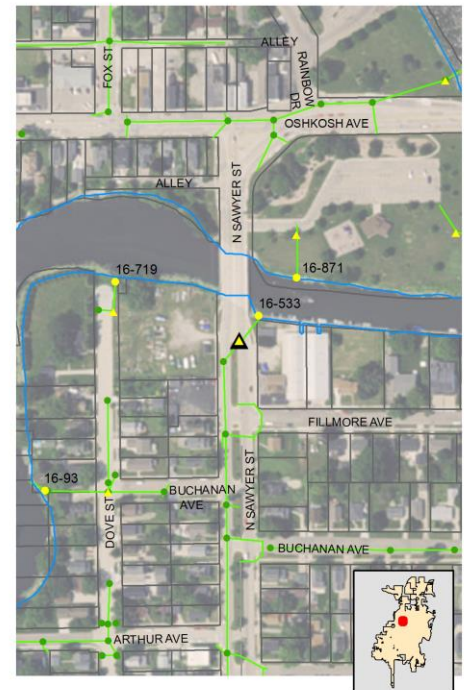 ALLEY
FOX ST
RAINBOW
DR
OSHKOSH AVE
N SAWYER ST
ALLEY
16-719
16-871
16-533
FILLMORE AVE
N SAWYER ST
16-93
BUCHANAN
AVE
DOVE ST
BUCHANAN AVE
ARTHUR AVE